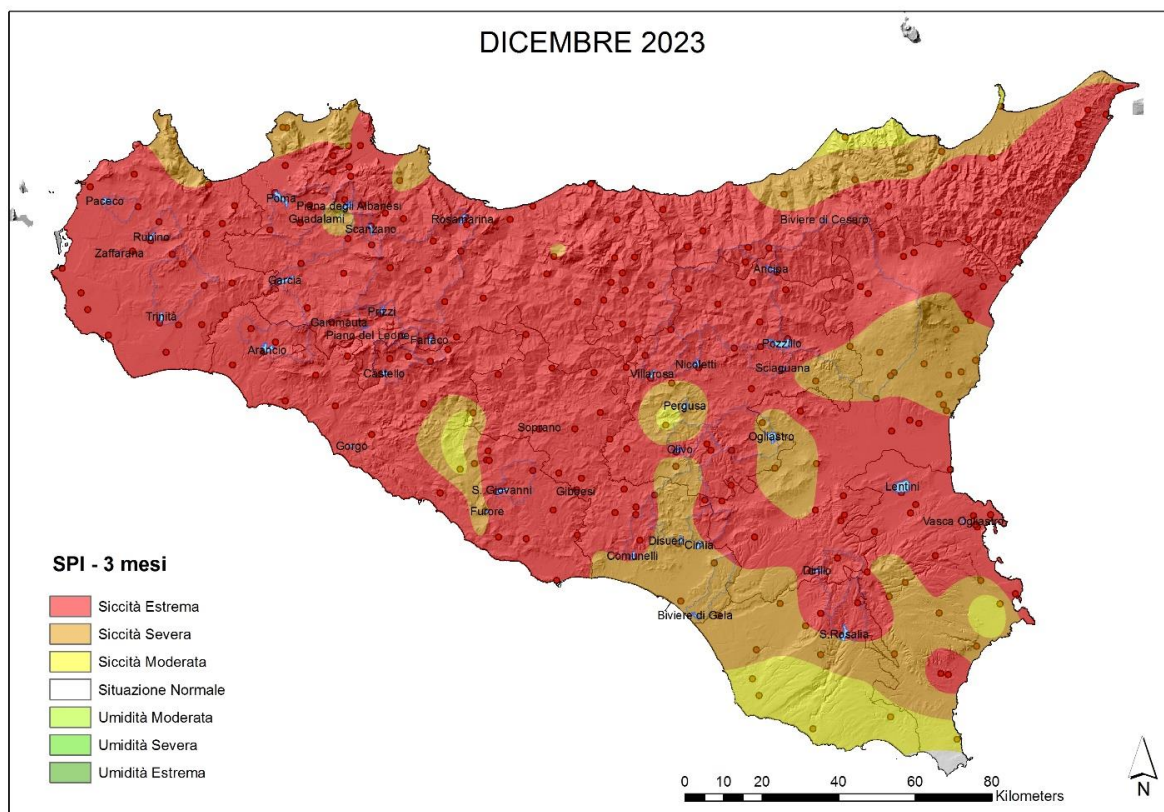 DICEMBRE 2023
Paceco
Poma
Piana degli Albanesi
Guadalami
Scanzano
Rosamarina
Biviere di Cesaro
Rubino
Zaffarana
Garcia
Ancipa
Trinità
Prizzi
Gammauta
Piano del Leone
Fanaco
Arancio
Castello
Pozzillo
Nicoletti
Sciaguana
Villarosa
Pergusa
Ogliastro
Soprano
Gorgo
Olivo
S. Giovanni
Gibbesi
Lentini
Furore
Vasca Ogliastro
Disueri
Cimia
Comunelli
Dirillo
Biviere di Gela
S.Rosalia
SPI - 3 mesi
Siccità Estrema
Siccità Severa
Siccità Moderata
Situazione Normale
Umidità Moderata
Umidità Severa
Umidità Estrema
0 10 20 40 60 80
Kilometers
N